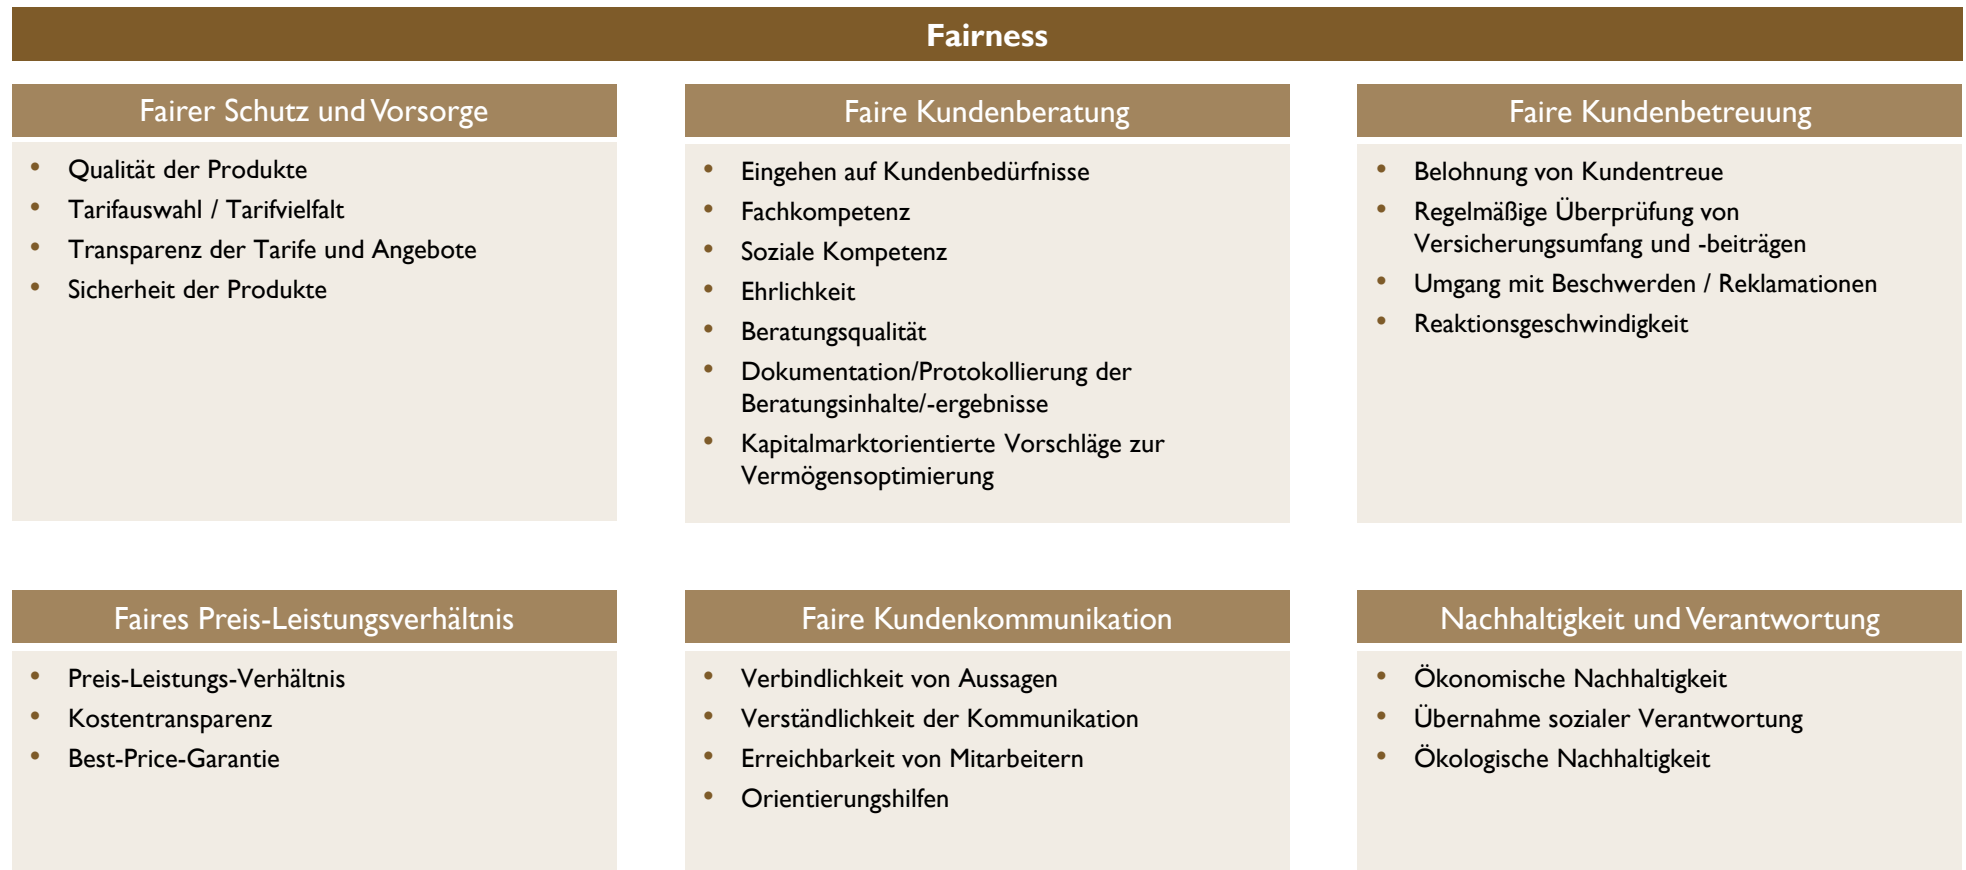 Fairness
Fairer Schutz und Vorsorge
• Qualität der Produkte
• Tarifauswahl / Tarifvielfalt
• Transparenz der Tarife und Angebote
• Sicherheit der Produkte
Faire Kundenberatung
• Eingehen auf Kundenbedürfnisse
• Fachkompetenz
• Soziale Kompetenz
• Ehrlichkeit
• Beratungsqualität
• Dokumentation/Protokollierung der
Beratungsinhalte/-ergebnisse
• Kapitalmarktorientierte Vorschläge zur
Vermögensoptimierung
Faire Kundenbetreuung
• Belohnung von Kundentreue
• Regelmäßige Überprüfung von
Versicherungsumfang und -beiträgen
• Umgang mit Beschwerden / Reklamationen
• Reaktionsgeschwindigkeit
Faires Preis-Leistungsverhältnis
• Preis-Leistungs-Verhältnis
• Kostentransparenz
• Best-Price-Garantie
Faire Kundenkommunikation
• Verbindlichkeit von Aussagen
• Verständlichkeit der Kommunikation
• Erreichbarkeit von Mitarbeitern
• Orientierungshilfen
Nachhaltigkeit und Verantwortung
• Ökonomische Nachhaltigkeit
• Übernahme sozialer Verantwortung
• Ökologische Nachhaltigkeit